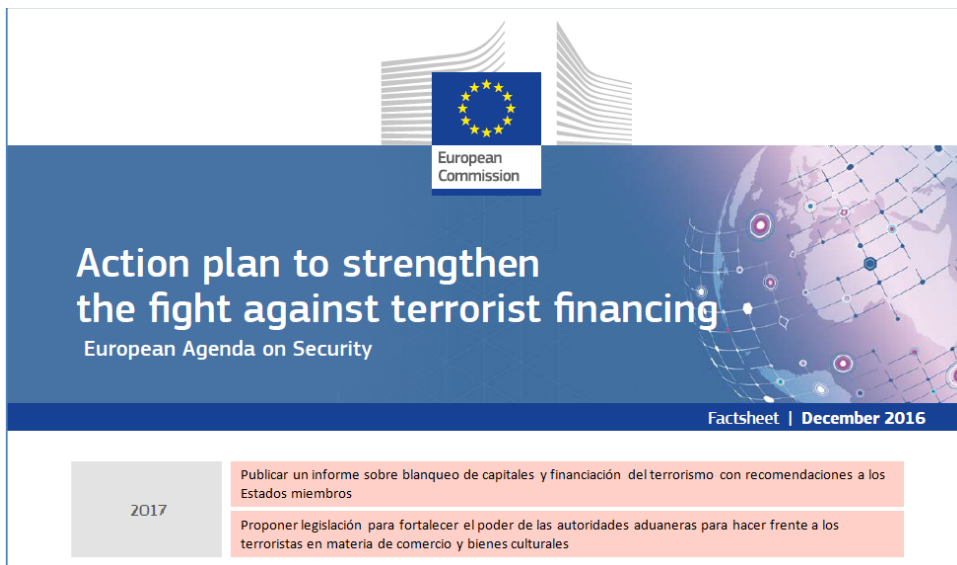 European
Commission
Action plan to strengthen
the fight against terrorist financing
European Agenda on Security
Factsheet | December 2016
2017
Publicar un informe sobre blanqueo de capitales y financiación del terrorismo con recomendaciones a los
Estados miembros
Proponer legislación para fortalecer el poder de las autoridades aduaneras para hacer frente a los
terroristas en materia de comercio y bienes culturales